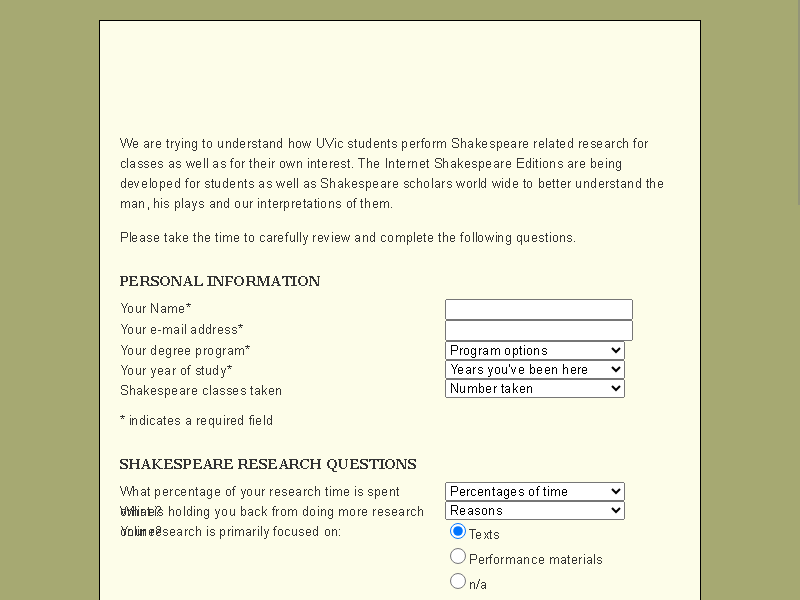 We are trying to understand how UVic students perform Shakespeare related research for
classes as well as for their own interest. The Internet Shakespeare Editions are being
developed for students as well as Shakespeare scholars world wide to better understand the
man, his plays and our interpretations of them.
Please take the time to carefully review and complete the following questions.
PERSONAL INFORMATION
Your Name*
Your e-mail address*
Your degree program* Program options
Your year of study* Years you've been here
Shakespeare classes taken Number taken
* indicates a required field
SHAKESPEARE RESEARCH QUESTIONS
What percentage of your research time is spent Percentages of time
online?
What is holding you back from doing more research Reasons
online?
Your research is primarily focused on: Texts
Performance materials
n/a